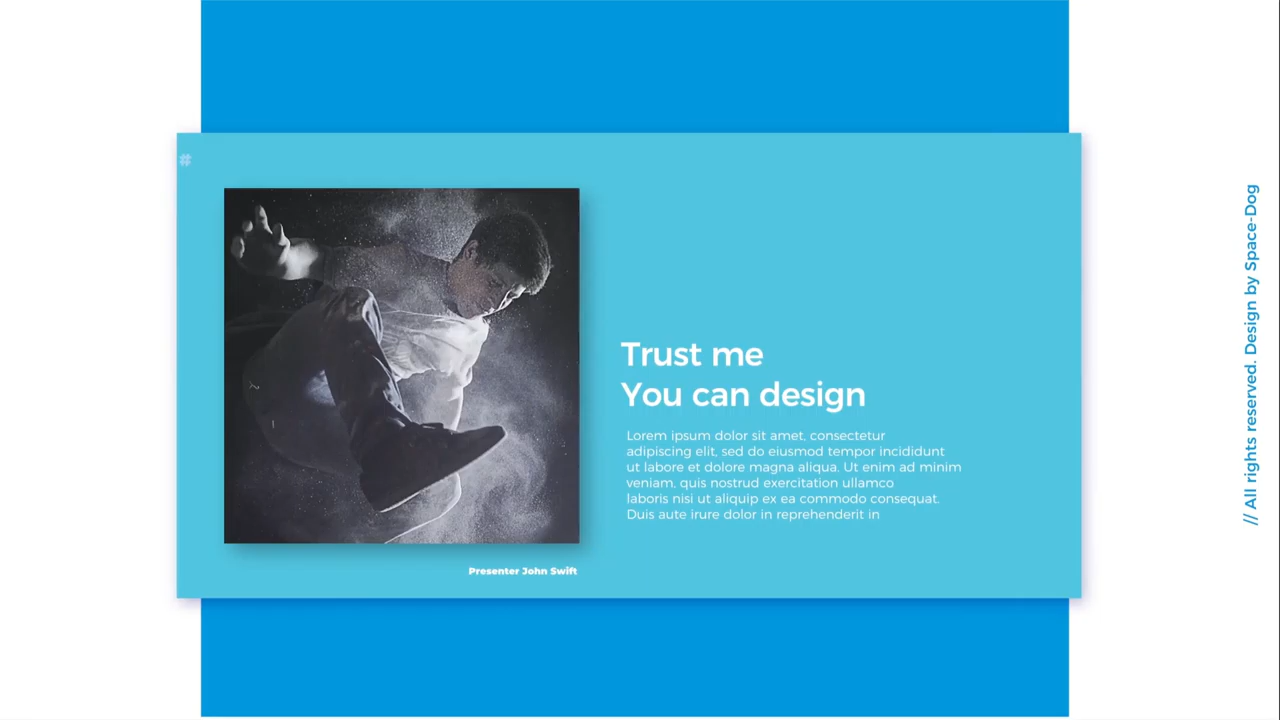 #
Trust me
You can design
Lorem ipsum dolor sit amet, consectetur
adipiscing elit, sed do eiusmod tempor incididunt
ut labore et dolore magna aliqua. Ut enim ad minim
veniam, quis nostrud exercitation ullamco
laboris nisi ut aliquip ex ea commodo consequat.
Duis aute irure dolor in reprehenderit in
Presenter John Swift
// All rights reserved. Design by Space-Dog